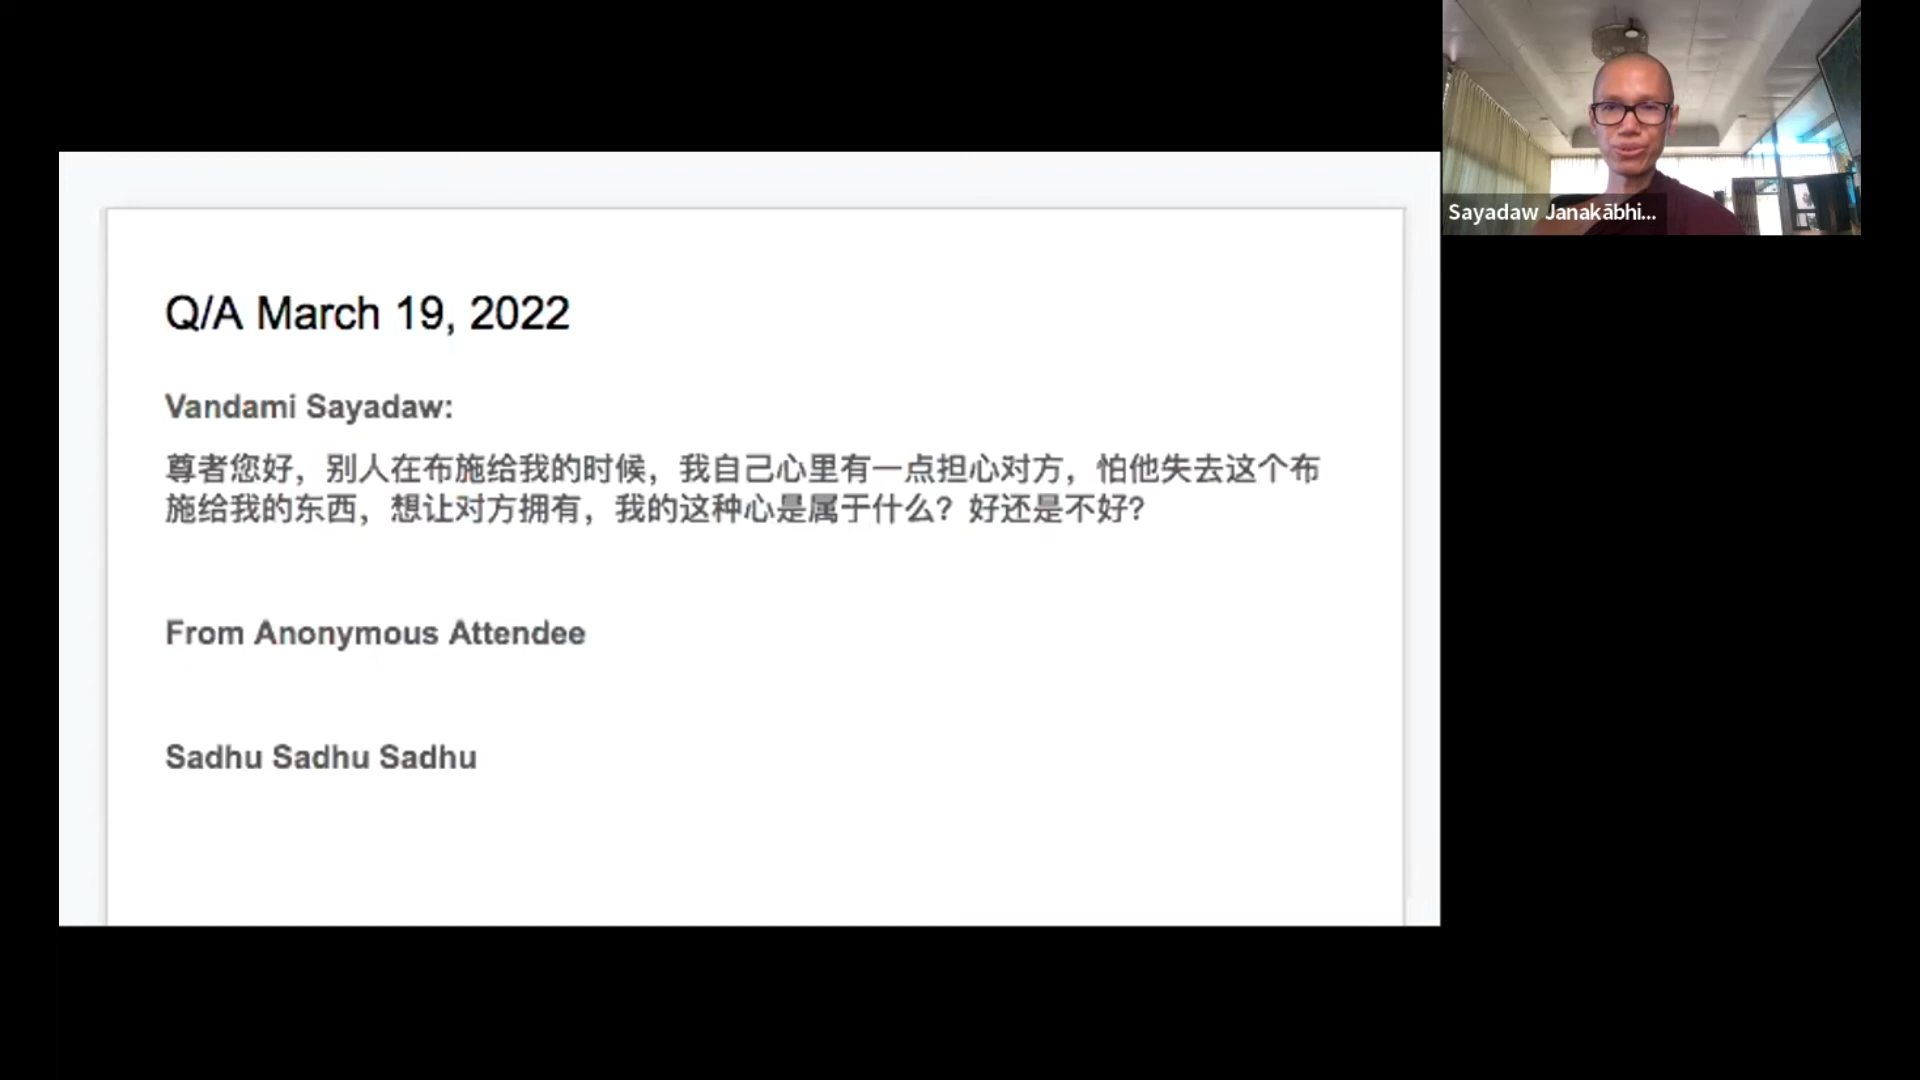 Sayadaw Janakābhi...
Q/A March 19, 2022
Vandami Sayadaw:
尊者您好，别人在布施给我的时候，我自己心里有一点担心对方，怕他失去这个布
施给我的东西，想让对方拥有，我的这种心是属于什么？好还是不好？
From Anonymous Attendee
Sadhu Sadhu Sadhu